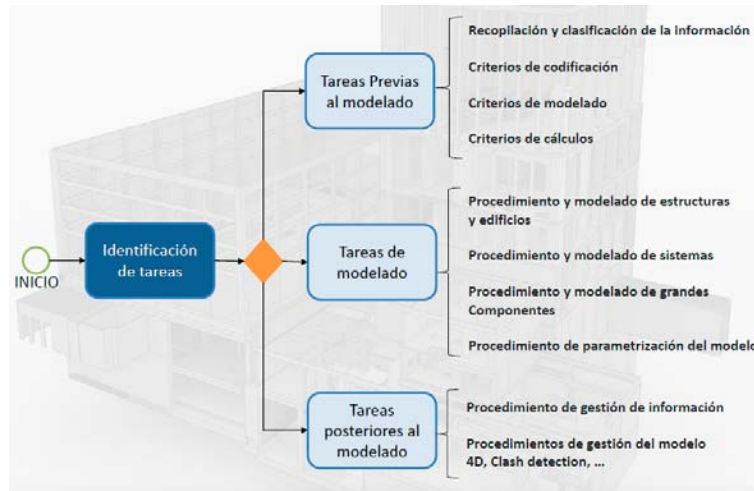 INICIO
Identificación
de tareas
Tareas Previas
al modelado
Recopilación y clasificación de la información
Criterios de codificación
Criterios de modelado
Criterios de cálculos
Tareas de
modelado
Procedimiento y modelado de estructuras
y edificios
Procedimiento y modelado de sistemas
Procedimiento y modelado de grandes
Componentes
Procedimiento de parametrización del modelo
Tareas
posteriores al
modelado
Procedimiento de gestión de información
Procedimientos de gestión del modelo
4D, Clash detection, ...